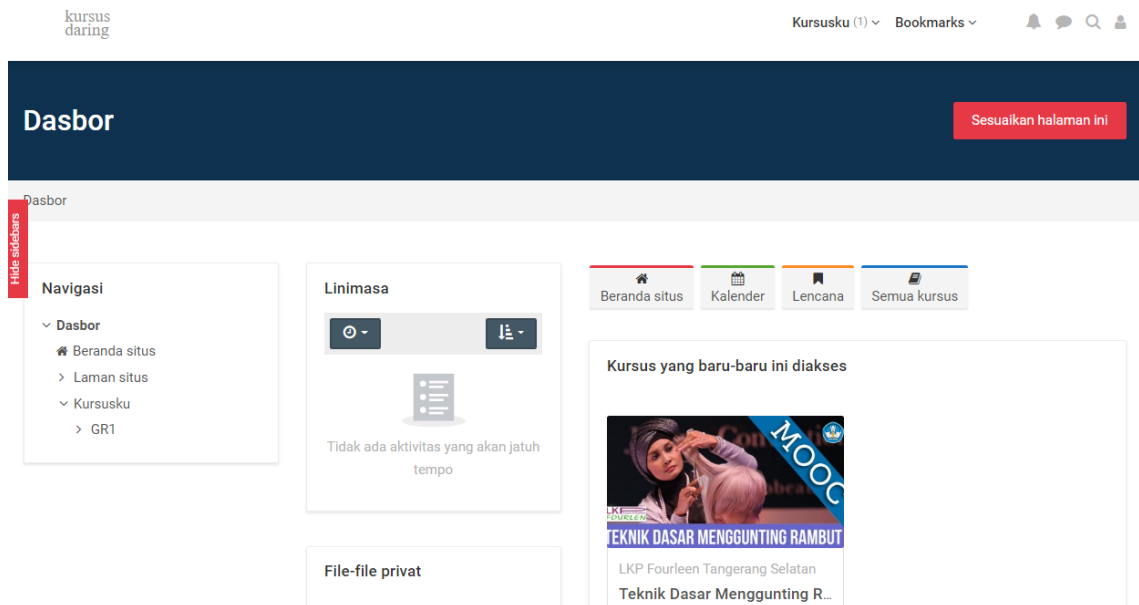 kursus
daring
Kursusku (1)
Bookmarks
Dasbor
Sesuaikan halaman ini
Dasbor
Hide sidebars
Navigasi
Dasbor
Beranda situs
Laman situs
Kursusku
GR1
Linimasa
Tidak ada aktivitas yang akan jatuh
tempo
File-file privat
Beranda situs
Kalender
Lencana
Semua kursus
Kursus yang baru-baru ini diakses
MOOC
LKP
FOURLEN
TEKNIK DASAR MENGGUNTING RAMBUT
LKP Fourleen Tangerang Selatan
Teknik Dasar Menggunting R...